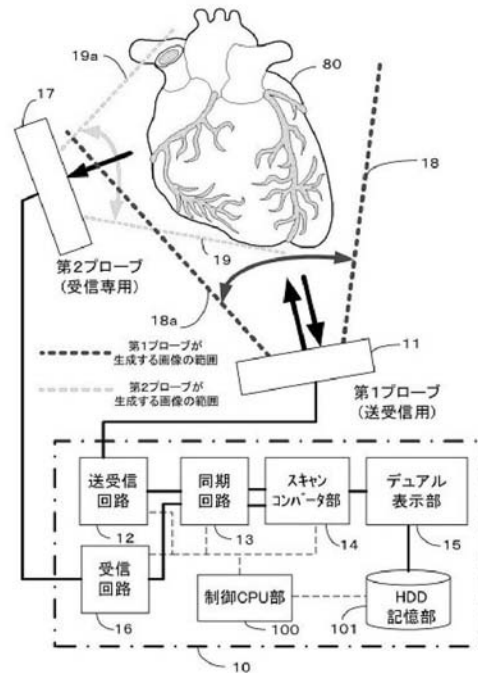 19a
80
17
18
第2プローブ
(受信専用)
19
18a
第1プローブが
生成する画像の範囲
第2プローブが
生成する画像の範囲
11
第1プローブ
(送受信用)
送受信
回路
同期
回路
スキャン
コンバータ部
デュアル
表示部
12
13
14
15
受信
回路
制御CPU部
HDD
記憶部
16
100
101
10